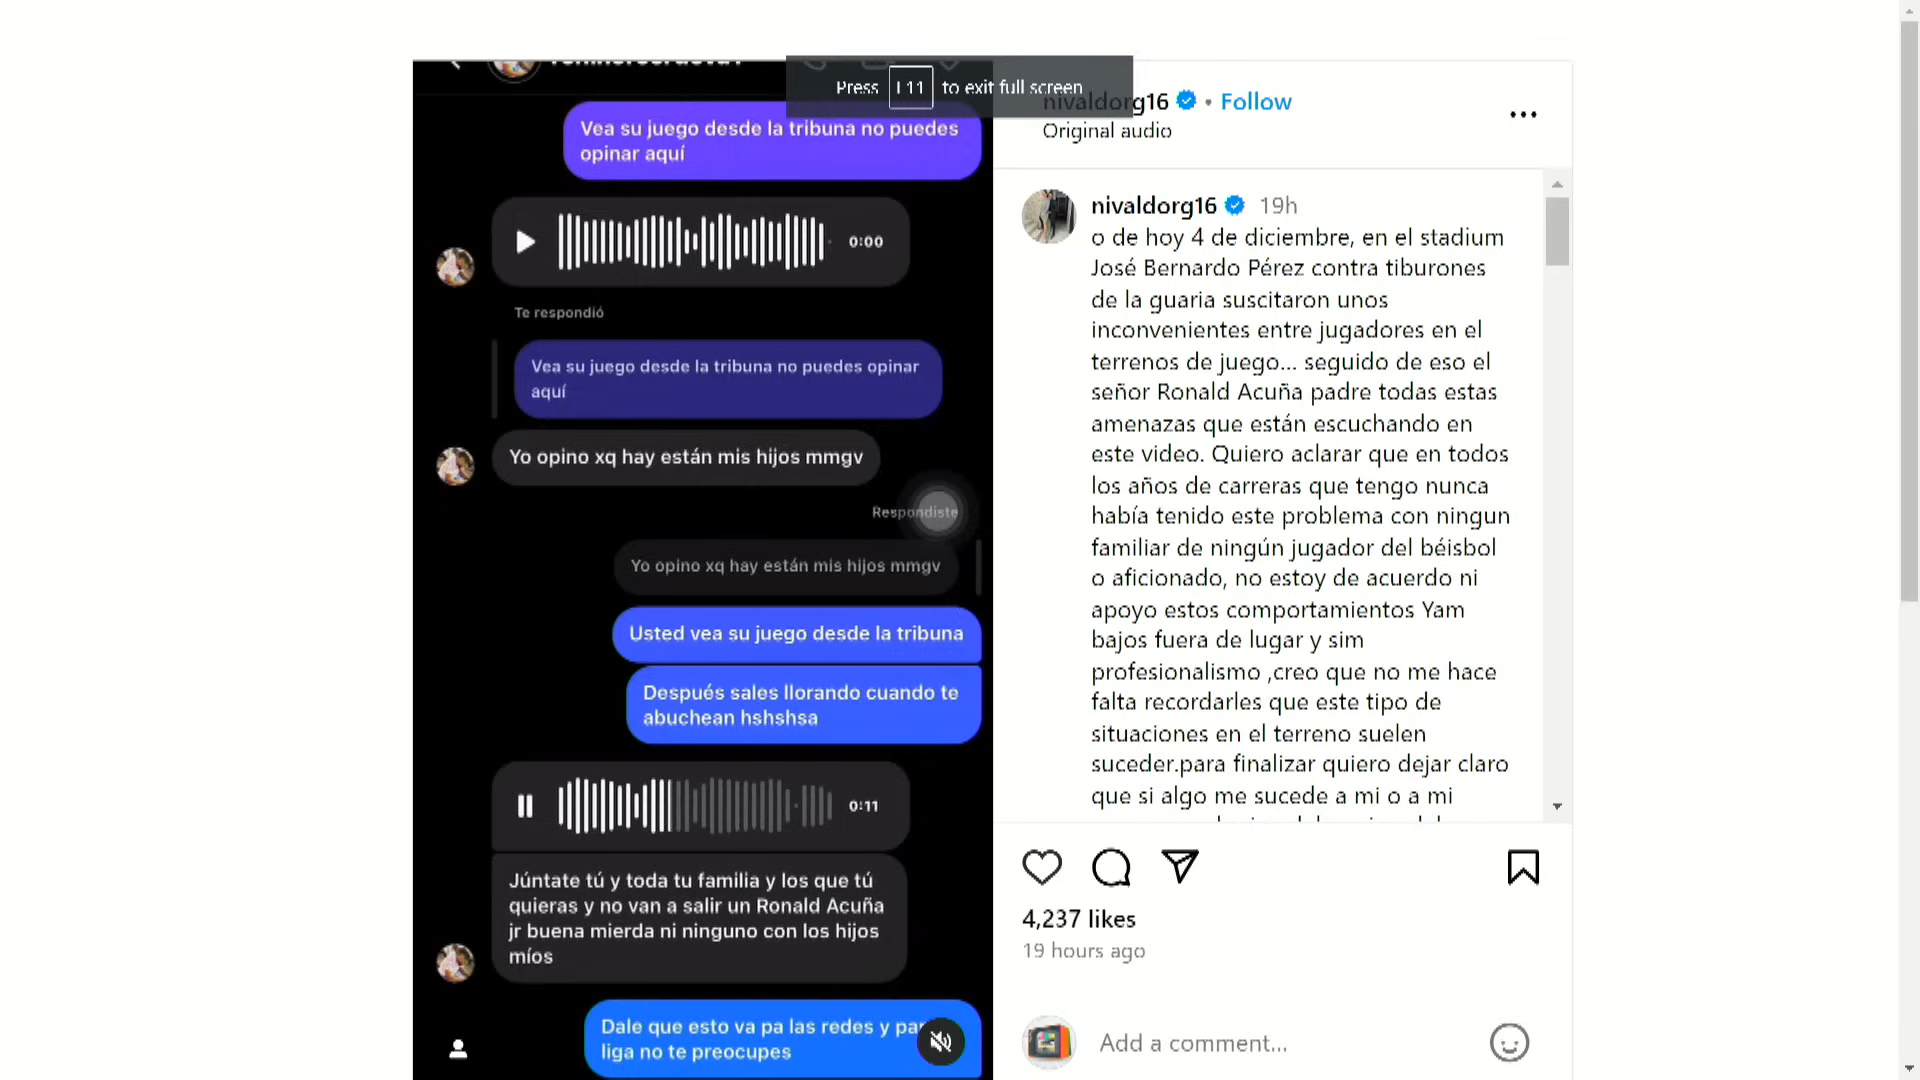 Press F11 to exit full screen
Vea su juego desde la tribuna no puedes
opinar aquí
0:00
Te respondió
Vea su juego desde la tribuna no puedes opinar
aquí
Yo opino xq hay están mis hijos mmgv
Respondiste
Yo opino xq hay están mis hijos mmgv
Usted vea su juego desde la tribuna
Después sales llorando cuando te
abuchean hshshsa
0:11
Júntate tú y toda tu familia y los que tú
quieras y no van a salir un Ronald Acuña
jr buena mierda ni ninguno con los hijos
míos
Dale que esto va pa las redes y
liga no te preocupes
nivaldorg16 • Follow
Original audio
nivaldorg16 19h
o de hoy 4 de diciembre, en el stadium
José Bernardo Pérez contra tiburones
de la guaria suscitaron unos
inconvenientes entre jugadores en el
terrenos de juego... seguido de eso el
señor Ronald Acuña padre todas estas
amenazas que están escuchando en
este video. Quiero aclarar que en todos
los años de carreras que tengo nunca
había tenido este problema con ningun
familiar de ningún jugador del béisbol
o aficionado, no estoy de acuerdo ni
apoyo estos comportamientos Yam
bajos fuera de lugar y sim
profesionalismo ,creo que no me hace
falta recordarles que este tipo de
situaciones en el terreno suelen
suceder.para finalizar quiero dejar claro
que si algo me sucede a mi o a mi
4,237 likes
19 hours ago
Add a comment...